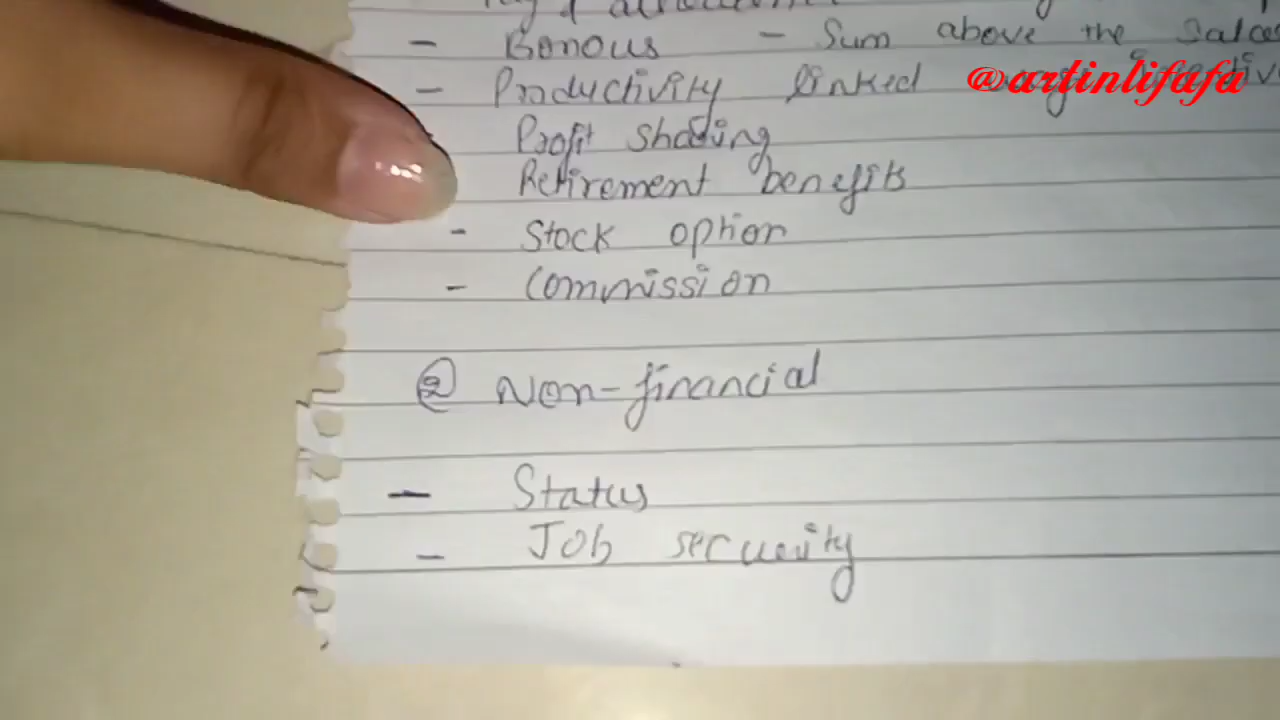 - Bonous - Sum above the
- Productivity linked
@artinlifafa
Profit Sharing
Retirement benefits
- Stock option
- Commission
② Non-financial
- Status
- Job security